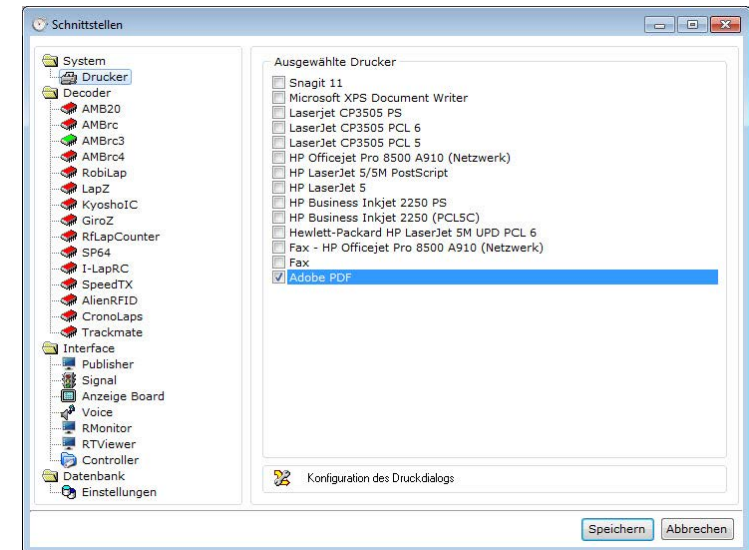 Schnittstellen
System
Drucker
Decoder
AMB20
AMBrc
AMBrc3
AMBrc4
RobiLap
LapZ
KyoshoIC
GiroZ
RfLapCounter
SP64
I-LapRC
SpeedTX
AlienRFID
CronoLaps
Trackmate
Interface
Publisher
Signal
Anzeige Board
Voice
RMonitor
RTViewer
Controller
Datenbank
Einstellungen
Ausgewählte Drucker
Snagit 11
Microsoft XPS Document Writer
Laserjet CP3505 PS
LaserJet CP3505 PCL 6
LaserJet CP3505 PCL 5
HP Officejet Pro 8500 A910 (Netzwerk)
HP LaserJet 5/5M PostScript
HP LaserJet 5
HP Business Inkjet 2250 PS
HP Business Inkjet 2250 (PCL5C)
Hewlett-Packard HP LaserJet 5M UPD PCL 6
Fax - HP Officejet Pro 8500 A910 (Netzwerk)
Fax
Adobe PDF
Konfiguration des Druckdialogs
Speichern
Abbrechen